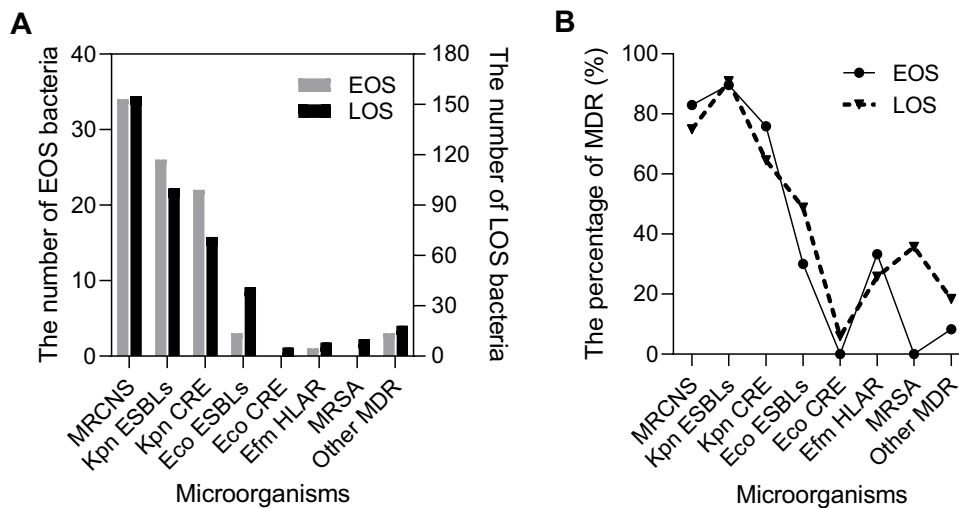 A
The number of EOS bacteria
40
30
20
10
0
180
150
120
90
60
30
0
The number of LOS bacteria
EOS
LOS
MRCNS
Kpn ESBLs
Kpn CRE
Eco ESBLs
Eco CRE
Efm HLAR
MRSA
Other MDR
Microorganisms
B
The percentage of MDR (%)
100
80
60
40
20
0
EOS
LOS
MRCNS
Kpn ESBLs
Kpn CRE
Eco ESBLs
Eco CRE
Efm HLAR
MRSA
Other MDR
Microorganisms